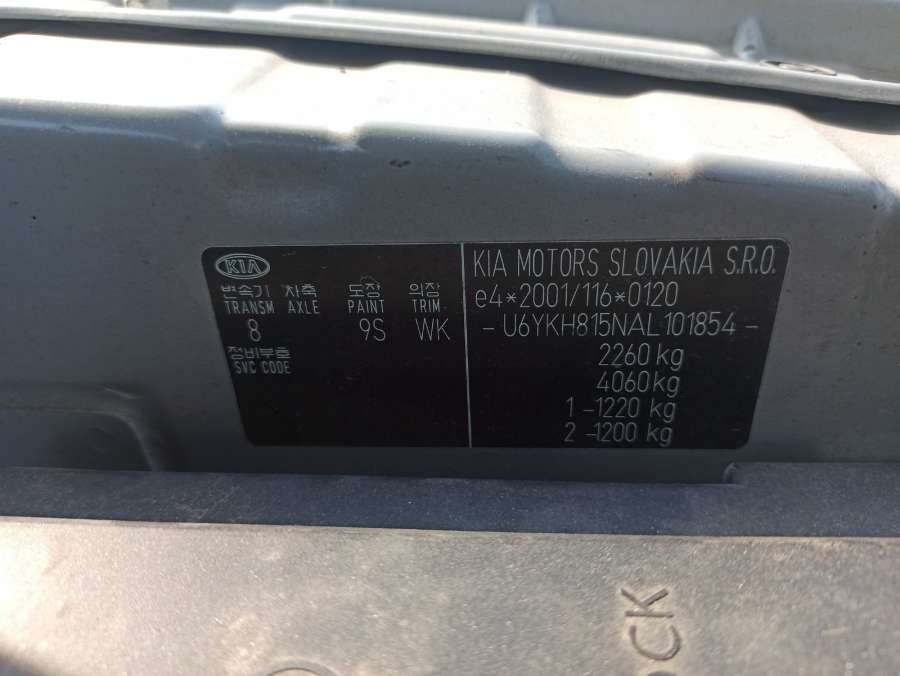 KIA
변속기 차축 도장 의장
TRANSM AXLE PAINT TRIM
8 9S WK
정비부호
SVC CODE
KIA MOTORS SLOVAKIA S.R.O.
e4*2001/116*0120
- U6YKH815NAL101854 -
2260 kg
4060 kg
1 -1220 kg
2 -1200 kg